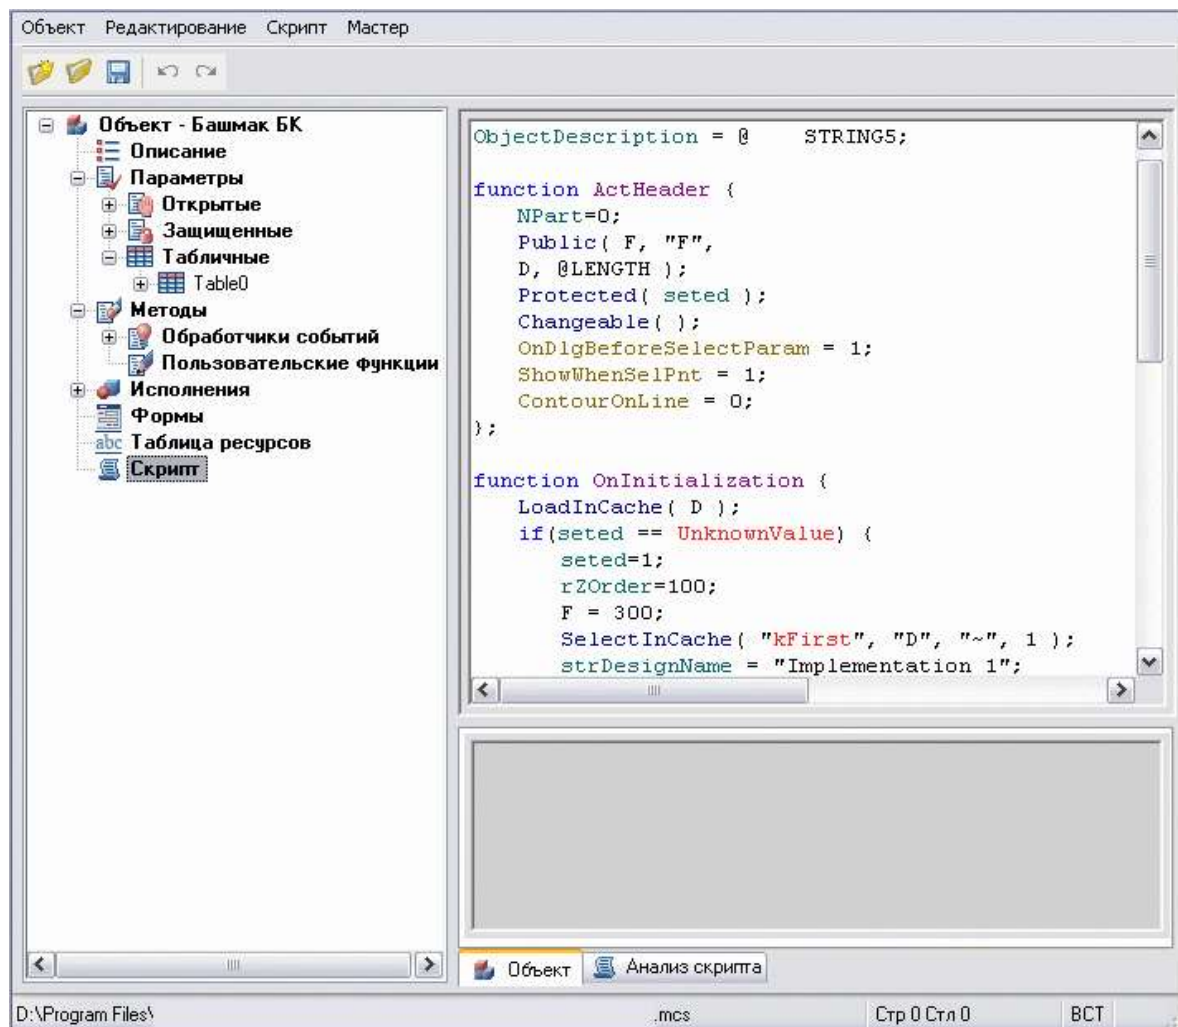 Объект Редактирование Скрипт Мастер
Объект - Башмак БК
Описание
Параметры
Открытые
Защищенные
Табличные
Table0
Методы
Обработчики событий
Пользовательские функции
Исполнения
Формы
abc Таблица ресурсов
Скрипт
ObjectDescription = @    STRING5;
function ActHeader {
NPart=0;
Public( F, "F",
D, @LENGTH );
Protected( seted );
Changeable( );
OnDlgBeforeSelectParam = 1;
ShowWhenSelPnt = 1;
ContourOnLine = 0;
};
function OnInitialization {
LoadInCache( D );
if(seted == UnknownValue) {
seted=1;
rZOrder=100;
F = 300;
SelectInCache( "kFirst", "D", "~", 1 );
strDesignName = "Implementation 1";
Объект Анализ скрипта
D:\Program Files\ .mcs Стр 0 Стл 0 ВСТ